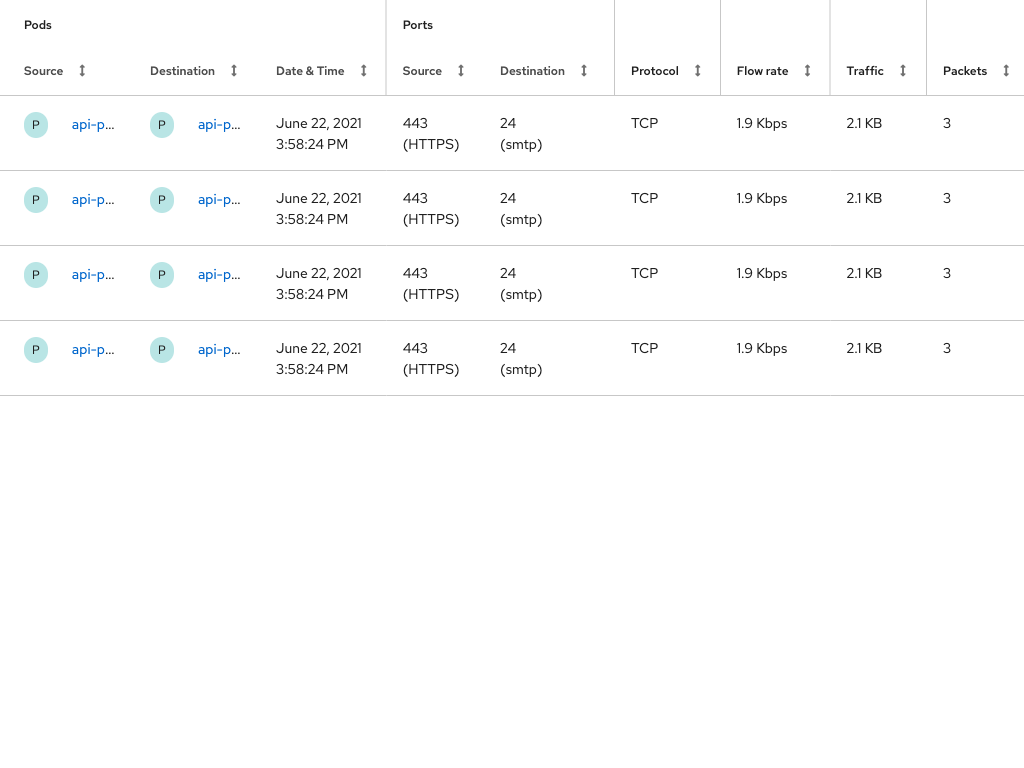 Pods Ports
Source Destination Date & Time Source Destination Protocol Flow rate Traffic Packets
P api-p... P api-p... June 22, 2021 443 24 TCP 1.9 Kbps 2.1 KB 3
3:58:24 PM (HTTPS) (smtp)
P api-p... P api-p... June 22, 2021 443 24 TCP 1.9 Kbps 2.1 KB 3
3:58:24 PM (HTTPS) (smtp)
P api-p... P api-p... June 22, 2021 443 24 TCP 1.9 Kbps 2.1 KB 3
3:58:24 PM (HTTPS) (smtp)
P api-p... P api-p... June 22, 2021 443 24 TCP 1.9 Kbps 2.1 KB 3
3:58:24 PM (HTTPS) (smtp)